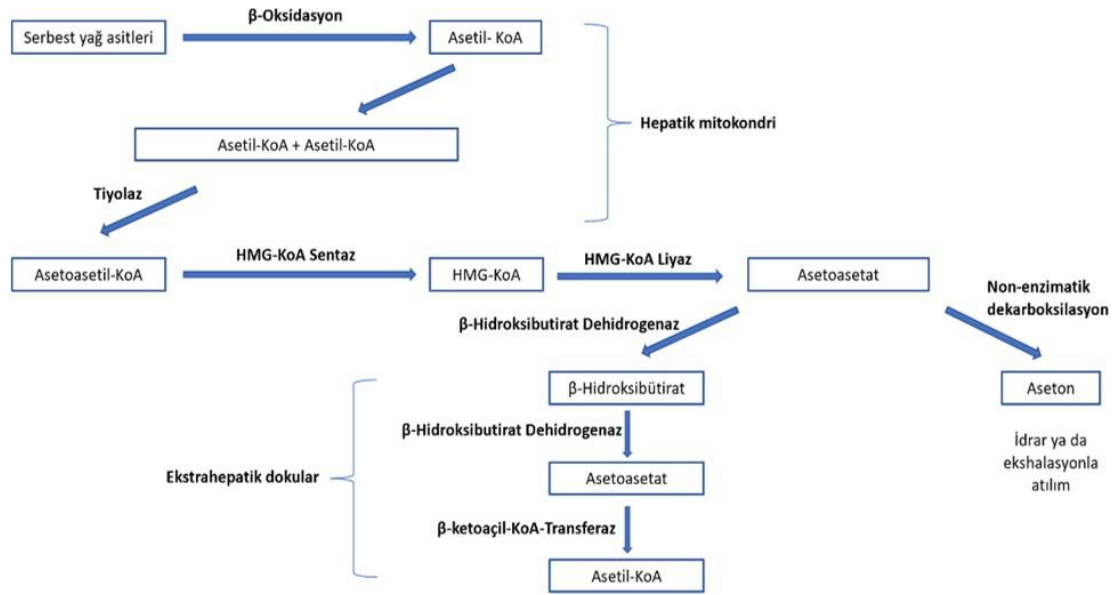 β-Oksidasyon
Serbest yağ asitleri
Asetil- KoA
Hepatik mitokondri
Asetil-KoA + Asetil-KoA
Tiyolaz
HMG-KoA Sentaz
HMG-KoA Liyaz
Asetoasetil-KoA
HMG-KoA
Asetoasetat
Non-enzimatik
dekarboksilasyon
β-Hidroksibutirat Dehidrogenaz
β-Hidroksibütirat
Aseton
β-Hidroksibutirat Dehidrogenaz
İdrar ya da
ekshalasyonla
atılım
Ekstrahepatik dokular
Asetoasetat
β-ketoaçil-KoA-Transferaz
Asetil-KoA